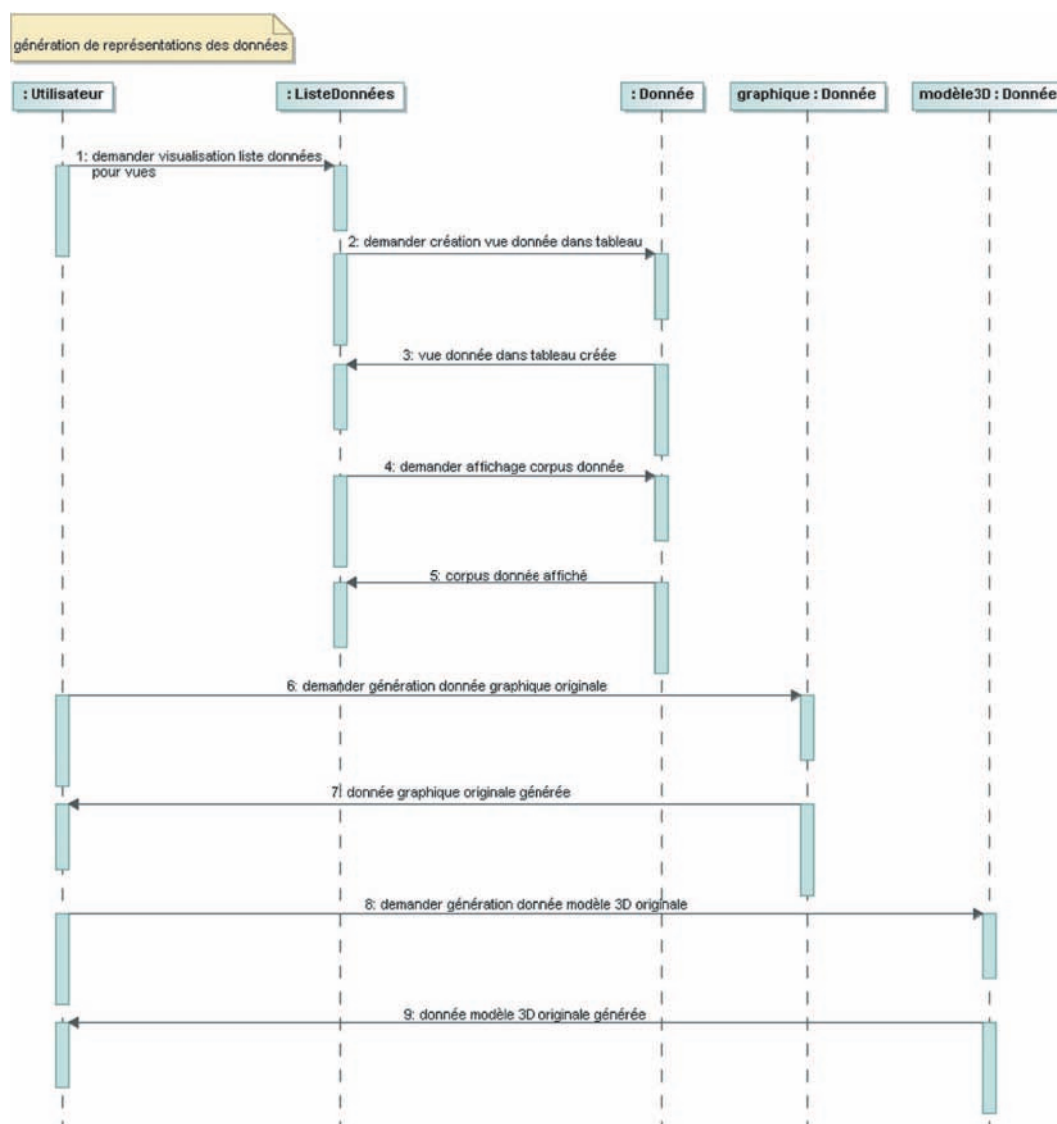 génération de représentations des données
: Utilisateur
: ListeDonnées
: Donnée
graphique : Donnée
modèle3D : Donnée
1: demander visualisation liste données
pour vues
2: demander création vue donnée dans tableau
3: vue donnée dans tableau créée
4: demander affichage corpus donnée
5: corpus donnée affiché
6: demander génération donnée graphique originale
7: donnée graphique originale générée
8: demander génération donnée modèle 3D originale
9: donnée modèle 3D originale générée